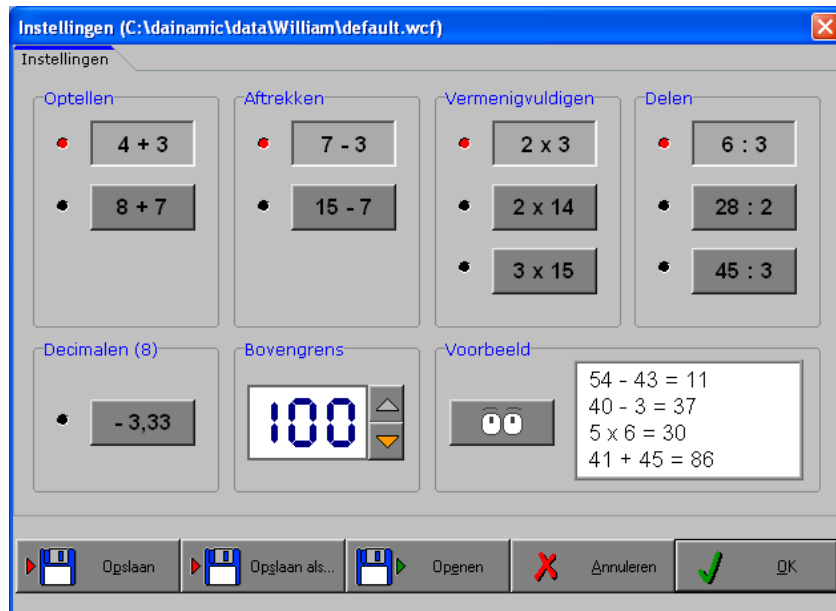 Instellingen (C:\dainamic\data\William\default.wcf)
Instellingen
Optellen
4 + 3
8 + 7
Aftrekken
7 - 3
15 - 7
Vermenigvuldigen
2 x 3
2 x 14
3 x 15
Delen
6 : 3
28 : 2
45 : 3
Decimalen (8)
- 3,33
Bovengrens
100
Voorbeeld
54 - 43 = 11
40 - 3 = 37
5 x 6 = 30
41 + 45 = 86
Opslaan
Opslaan als...
Openen
Annuleren
OK